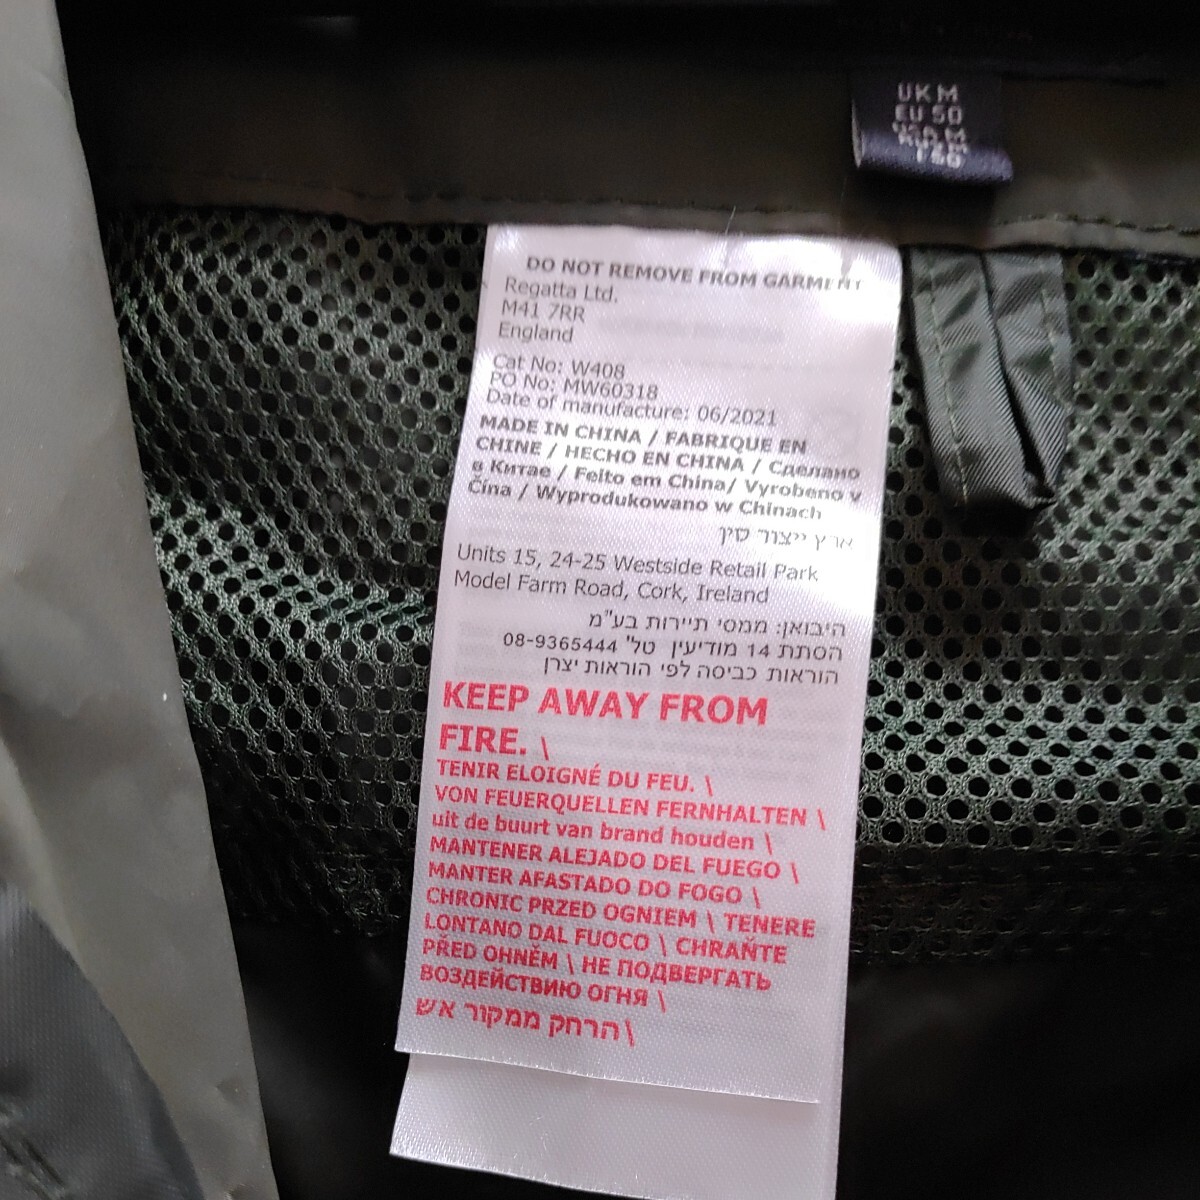 UK M
EU 50
USA M
DO NOT REMOVE FROM GARMENT
Regatta Ltd.
M41 7RR
England
Cat No: W408
PO No: MW60318
Date of manufacture: 06/2021
MADE IN CHINA / FABRIQUE EN
CHINE / HECHO EN CHINA / Сделано
в Китае / Feito em China/ Vyrobeno v
Cína / Wyprodukowano w Chinach
ארץ ייצור סין
Units 15, 24-25 Westside Retail Park
Model Farm Road, Cork, Ireland
היבואן: ממסי תיירות בע"מ
הסתת 14 מודיעין טל' 08-9365444
הוראות כביסה לפי הוראות יצרן
KEEP AWAY FROM
FIRE. \
TENIR ELOIGNÉ DU FEU. \
VON FEUERQUELLEN FERNHALTEN \
uit de buurt van brand houden \
MANTENER ALEJADO DEL FUEGO \
MANTER AFASTADO DO FOGO \
CHRONIC PRZED OGNIEM \ TENERE
LONTANO DAL FUOCO \ CHRAŇTE
PŘED OHNĚM \ НЕ ПОДВЕРГАТЬ
ВОЗДЕЙСТВИЮ ОГНЯ \
הרחק ממקור אש \